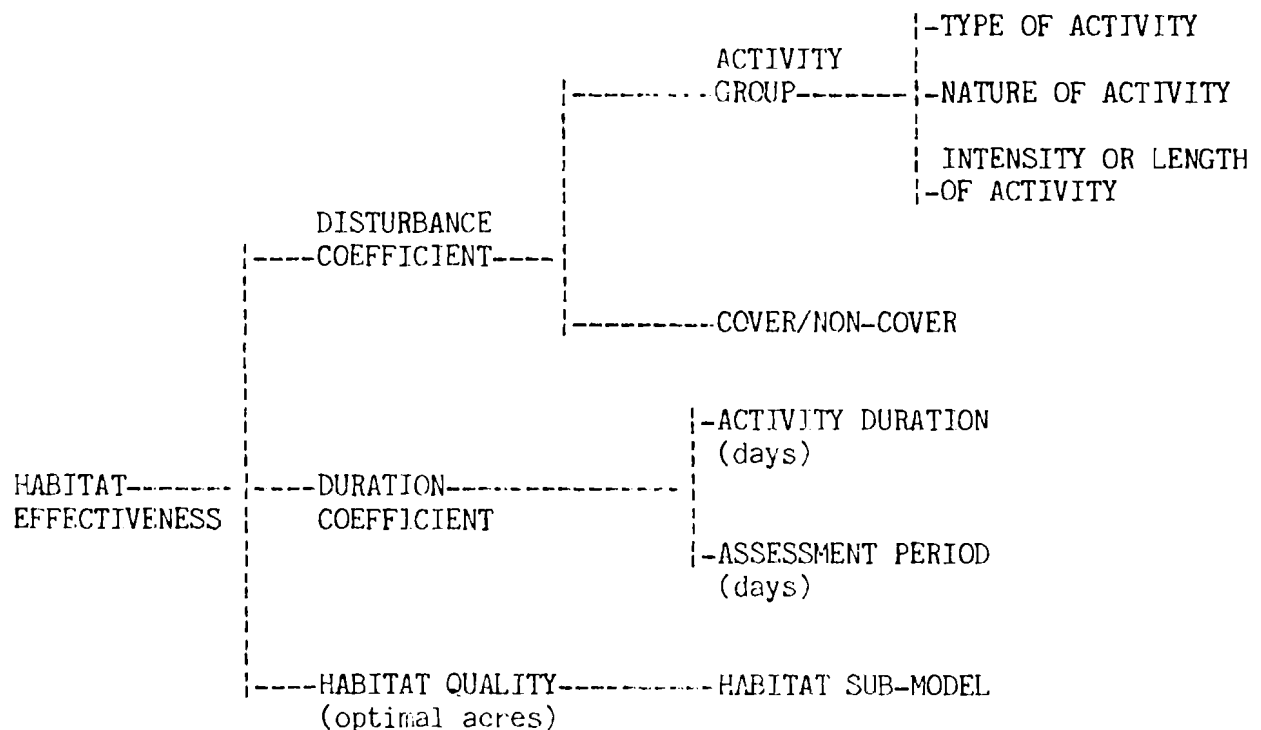 -TYPE OF ACTIVITY
ACTIVITY
GROUP
-NATURE OF ACTIVITY
INTENSITY OR LENGTH
-OF ACTIVITY
DISTURBANCE
COEFFICIENT
COVER/NON-COVER
-ACTIVITY DURATION
(days)
HABITAT
EFFECTIVENESS
DURATION
COEFFICIENT
-ASSESSMENT PERIOD
(days)
HABITAT QUALITY
(optimal acres)
HABITAT SUB-MODEL